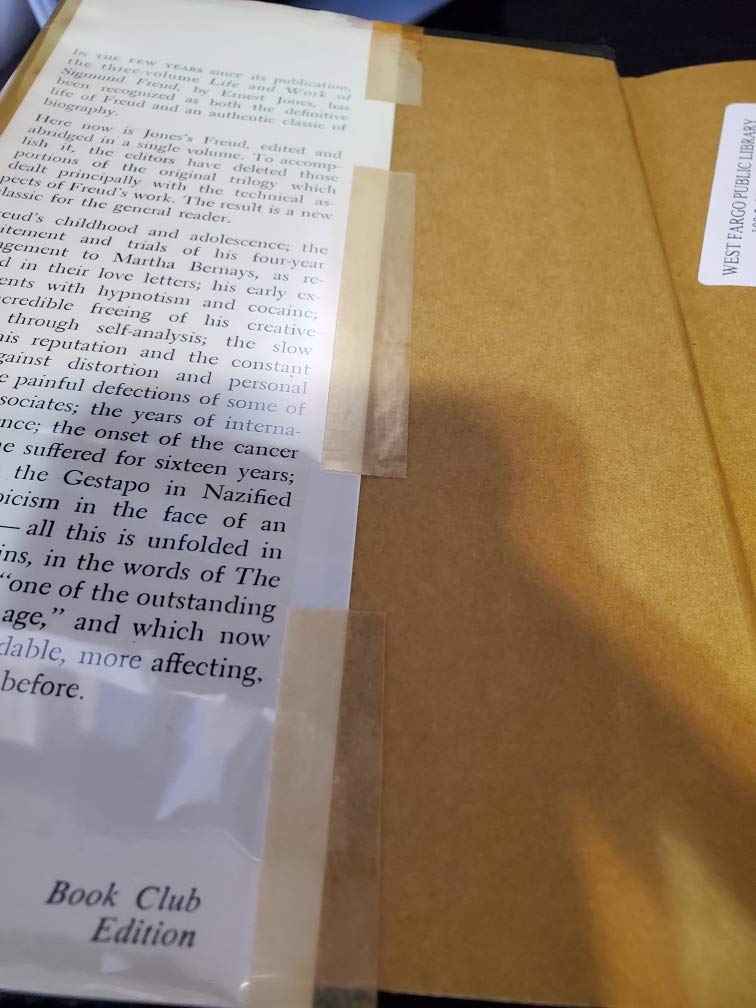 IN THE FEW YEARS since its publication,
the three-volume Life and Work of
Sigmund Freud, by Ernest Jones, has
been recognized as both the definitive
life of Freud and an authentic classic of
biography.
Here now is Jones's Freud, edited and
abridged in a single volume. To accomp-
lish it, the editors have deleted those
portions of the original trilogy which
dealt principally with the technical as-
pects of Freud's work. The result is a new
classic for the general reader.
eud's childhood and adolescence; the
itement and trials of his four-year
agement to Martha Bernays, as re-
d in their love letters; his early ex-
ents with hypnotism and cocaine;
credible freeing of his creative
through self-analysis; the slow
his reputation and the constant
gainst distortion and personal
e painful defections of some of
sociates; the years of interna-
nce; the onset of the cancer
he suffered for sixteen years;
the Gestapo in Nazified
oicism in the face of an
— all this is unfolded in
ins, in the words of The
"one of the outstanding
age," and which now
dable, more affecting,
before.
Book Club
Edition
WEST FARGO PUBLIC LIBRARY